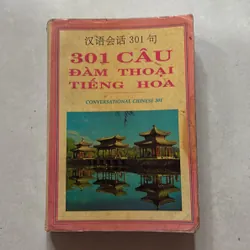 汉语会话 301 句
301 CÂU
ĐÀM THOẠI
TIẾNG HOA
CONVERSATIONAL CHINESE 301